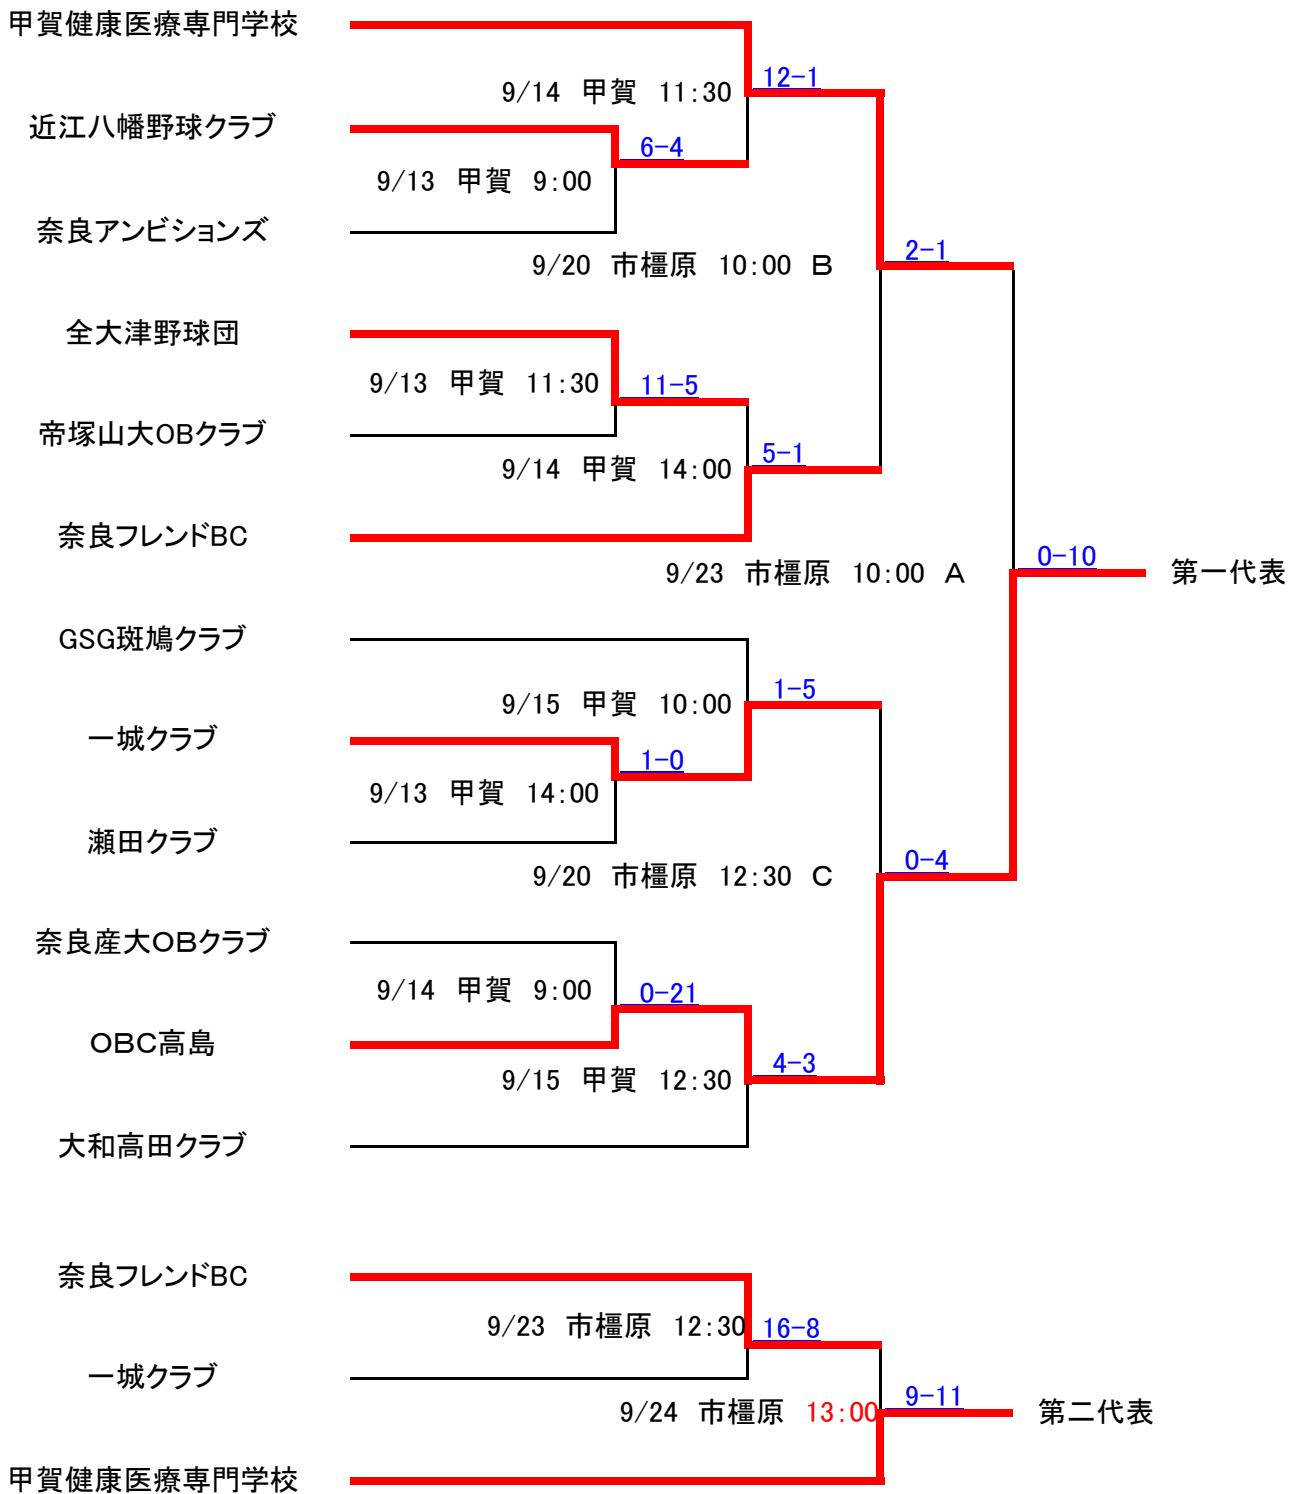 甲賀健康医療専門学校
12-1
9/14 甲賀 11:30
近江八幡野球クラブ
6-4
9/13 甲賀 9:00
奈良アンビションズ
2-1
9/20 市橿原 10:00 B
全大津野球団
9/13 甲賀 11:30
11-5
帝塚山大OBクラブ
5-1
9/14 甲賀 14:00
奈良フレンドBC
0-10
9/23 市橿原 10:00 A
第一代表
GSG斑鳩クラブ
1-5
9/15 甲賀 10:00
一城クラブ
1-0
9/13 甲賀 14:00
瀬田クラブ
0-4
9/20 市橿原 12:30 C
奈良産大OBクラブ
9/14 甲賀 9:00
0-21
OBC高島
4-3
9/15 甲賀 12:30
大和高田クラブ
奈良フレンドBC
9/23 市橿原 12:30
16-8
一城クラブ
9-11
9/24 市橿原 13:00
第二代表
甲賀健康医療専門学校